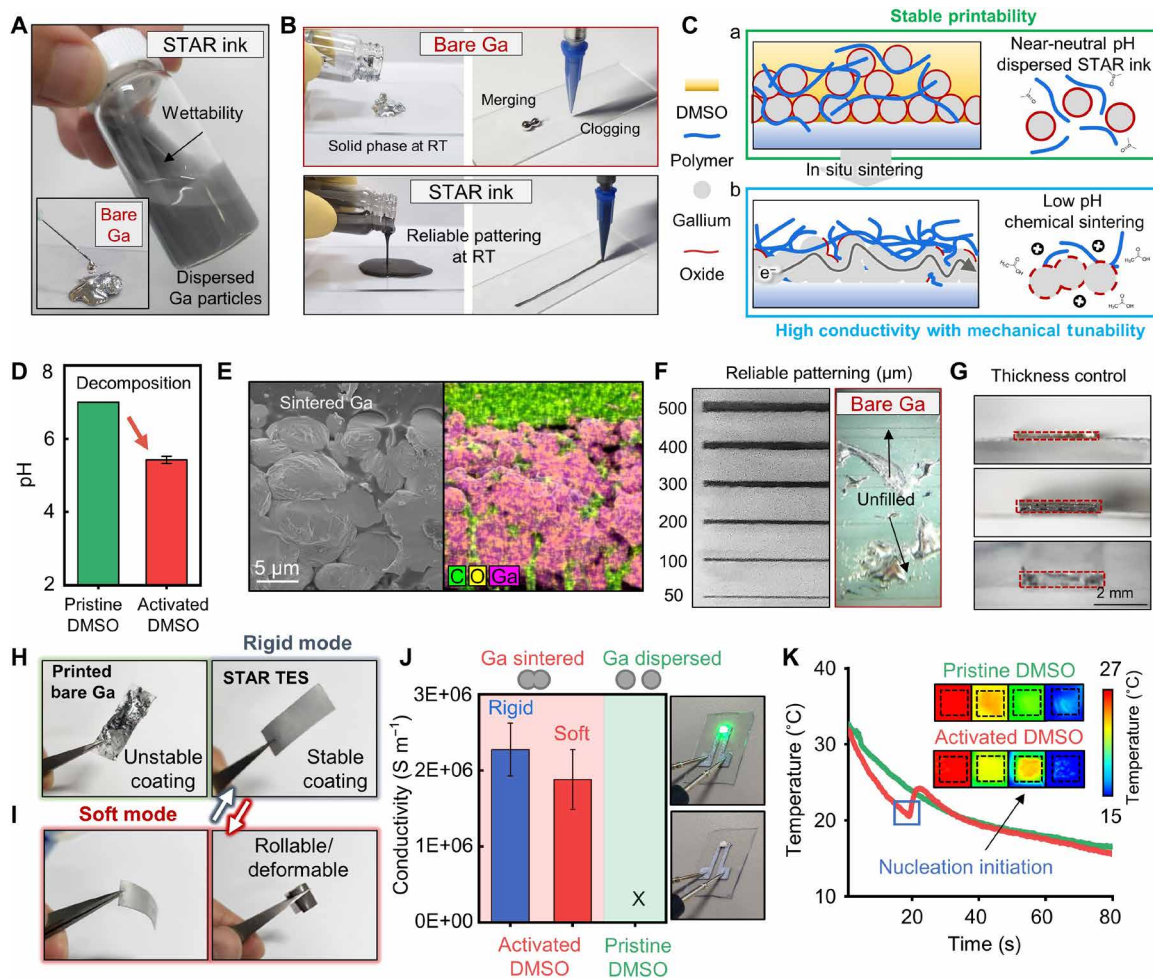 A
STAR ink
Wettability
Bare
Ga
Dispersed
Ga particles
B
Bare Ga
Solid phase at RT
Merging
Clogging
STAR ink
Reliable pattering
at RT
C
Stable printability
a
DMSO
Polymer
Gallium
Oxide
Near-neutral pH
dispersed STAR ink
In situ sintering
b
e−
Low pH
chemical sintering
High conductivity with mechanical tunability
D
8
6
4
2
pH
Decomposition
Pristine
DMSO
Activated
DMSO
E
Sintered Ga
5 μm
C O Ga
F
Reliable patterning (μm)
500
400
300
200
100
50
Bare Ga
Unfilled
G
Thickness control
2 mm
H
Rigid mode
Printed
bare Ga
Unstable
coating
STAR TES
Stable
coating
I
Soft mode
Rollable/
deformable
J
Ga sintered
Ga dispersed
Conductivity (S m−1)
3E+06
2E+06
1E+06
0E+00
Rigid
Soft
X
Activated
DMSO
Pristine
DMSO
K
Temperature (°C)
40
30
20
10
Pristine DMSO
Activated DMSO
27
15
Temperature (°C)
Nucleation initiation
20
40
60
80
Time (s)